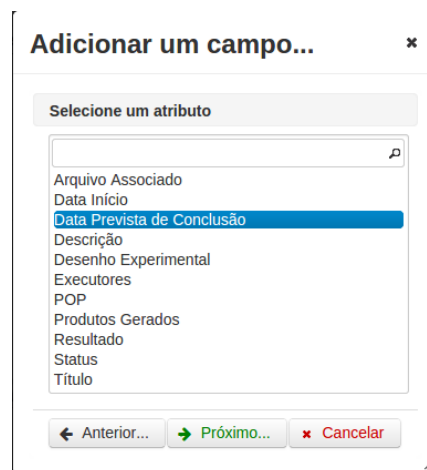 Adicionar um campo...
Selecione um atributo
Arquivo Associado
Data Início
Data Prevista de Conclusão
Descrição
Desenho Experimental
Executores
POP
Produtos Gerados
Resultado
Status
Título
Anterior... Próximo... Cancelar